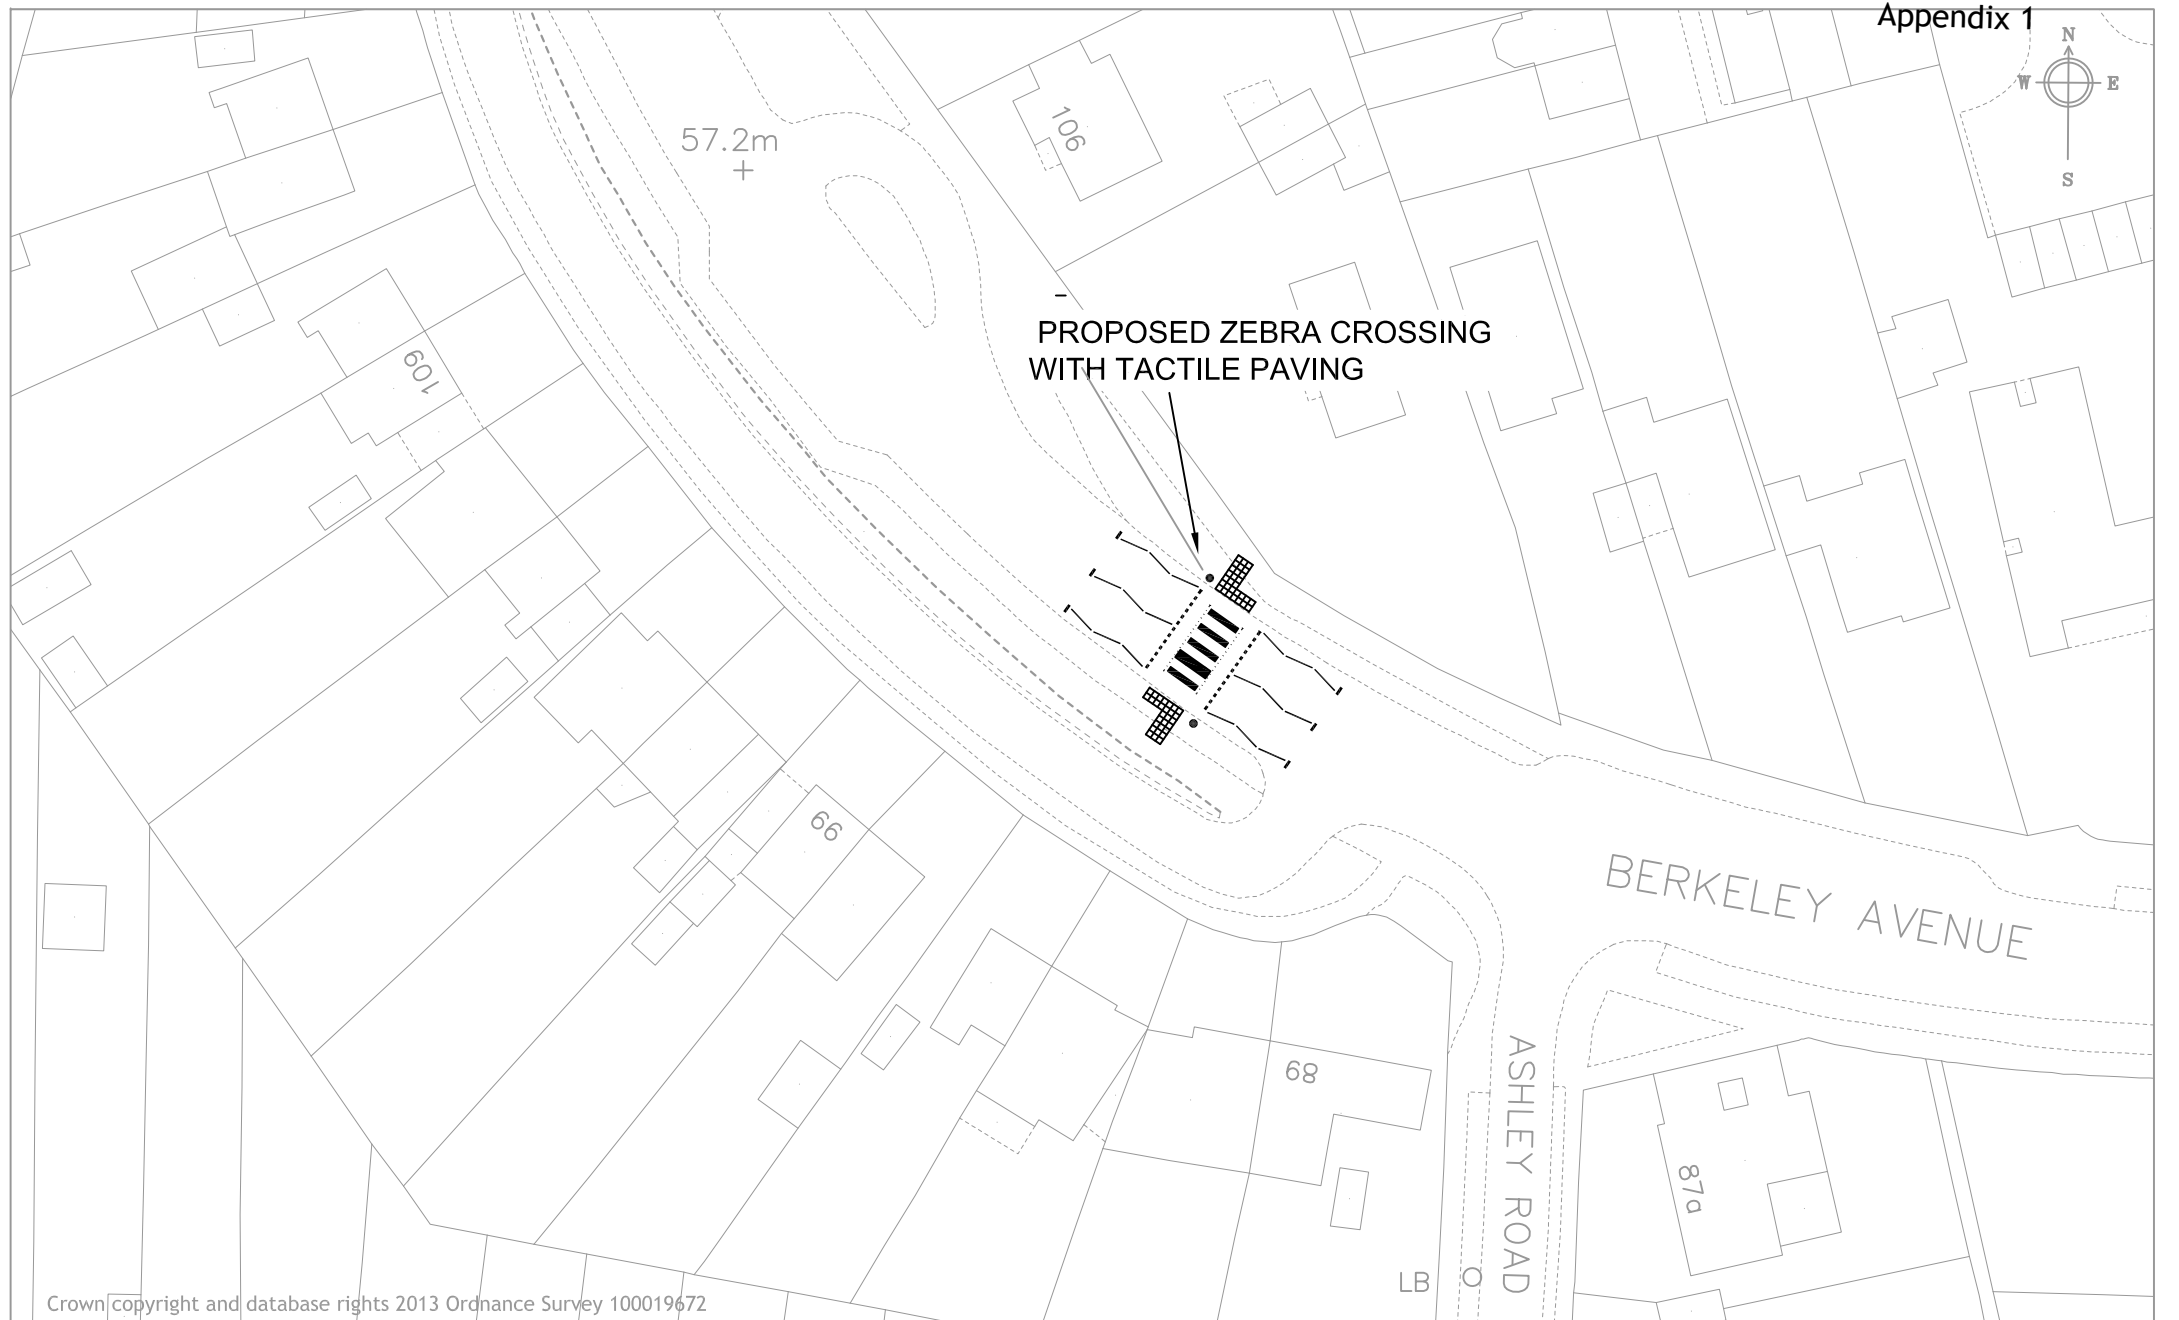 Appendix 1
N
W E
S
57.2m
106
PROPOSED ZEBRA CROSSING
WITH TACTILE PAVING
109
99
BERKELEY AVENUE
ASHLEY ROAD
89
87a
LB
Crown copyright and database rights 2013 Ordnance Survey 100019672